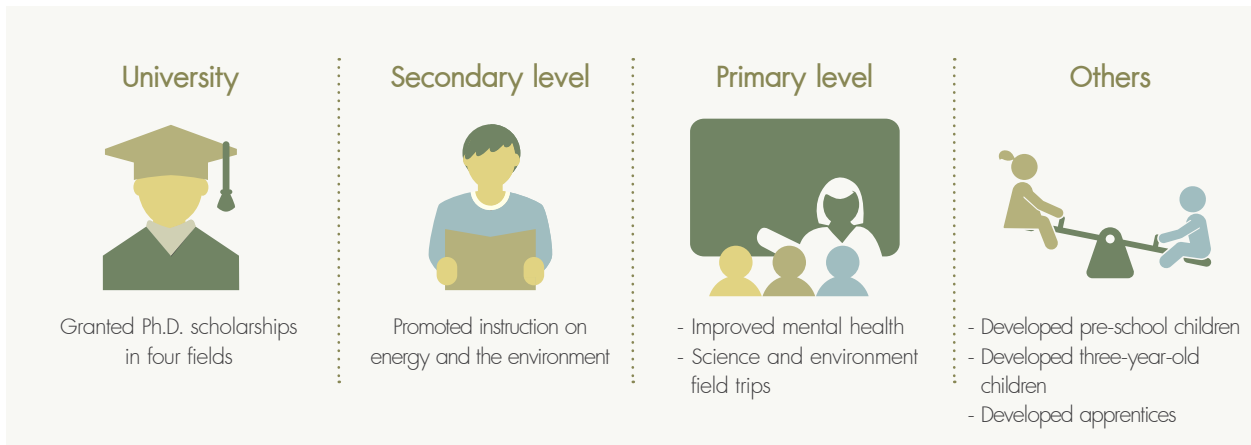 University
Granted Ph.D. scholarships
in four fields
Secondary level
Promoted instruction on
energy and the environment
Primary level
- Improved mental health
- Science and environment
field trips
Others
- Developed pre-school children
- Developed three-year-old
children
- Developed apprentices